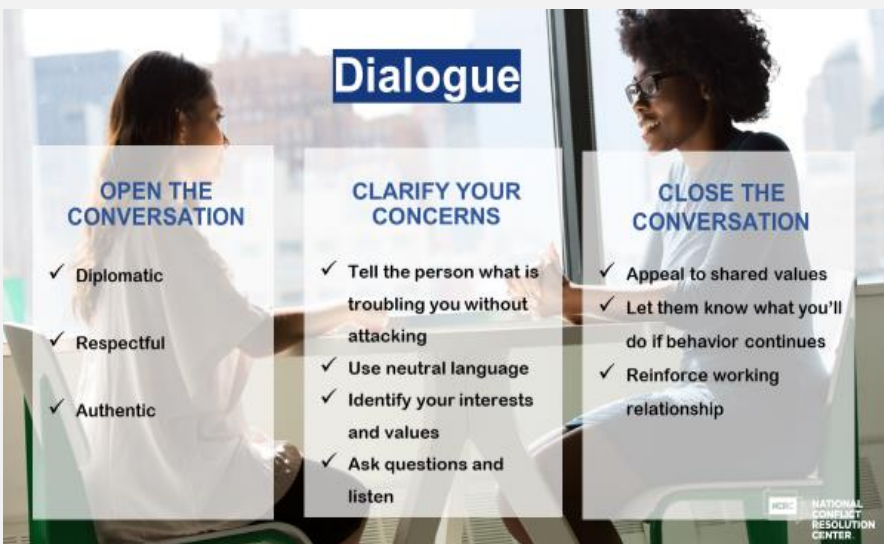 Dialogue
OPEN THE
CONVERSATION
✓ Diplomatic
✓ Respectful
✓ Authentic
CLARIFY YOUR
CONCERNS
✓ Tell the person what is
troubling you without
attacking
✓ Use neutral language
✓ Identify your interests
and values
✓ Ask questions and
listen
CLOSE THE
CONVERSATION
✓ Appeal to shared values
✓ Let them know what you'll
do if behavior continues
✓ Reinforce working
relationship
NCRC
NATIONAL
CONFLICT
RESOLUTION
CENTER